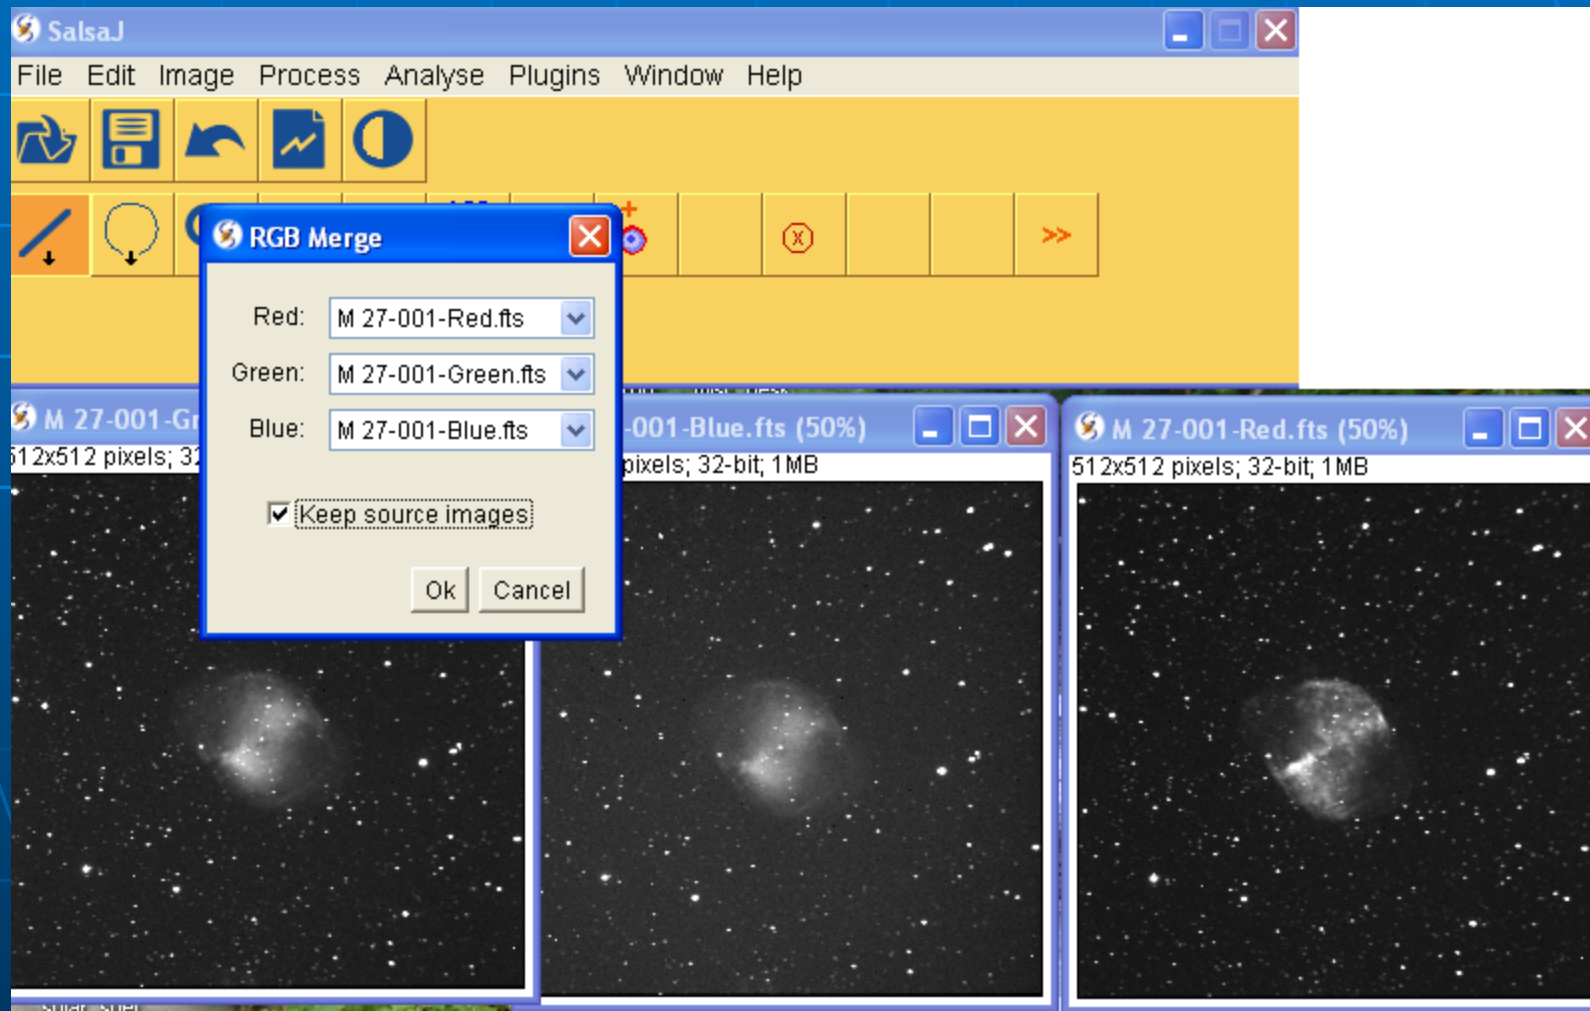 SalsaJ
File Edit Image Process Analyse Plugins Window Help
>>
RGB Merge
Red: M 27-001-Red.fts
Green: M 27-001-Green.fts
Blue: M 27-001-Blue.fts
Keep source images
Ok Cancel
M 27-001-Gr
512x512 pixels; 32
-001-Blue.fts (50%)
pixels; 32-bit; 1MB
M 27-001-Red.fts (50%)
512x512 pixels; 32-bit; 1MB